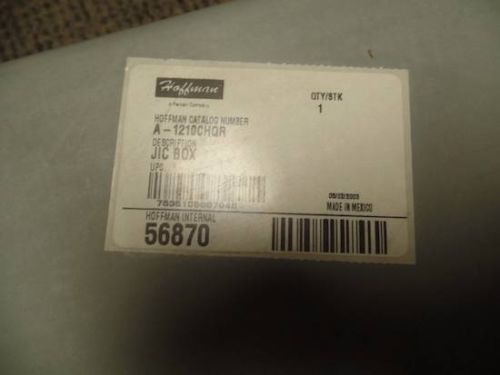 Hoffman
QTY/STK
1
HOFFMAN CATALOG NUMBER
A-1210CHQR
DESCRIPTION
JIC BOX
UPC
MADE IN MEXICO
HOFFMAN INTERNAL
56870